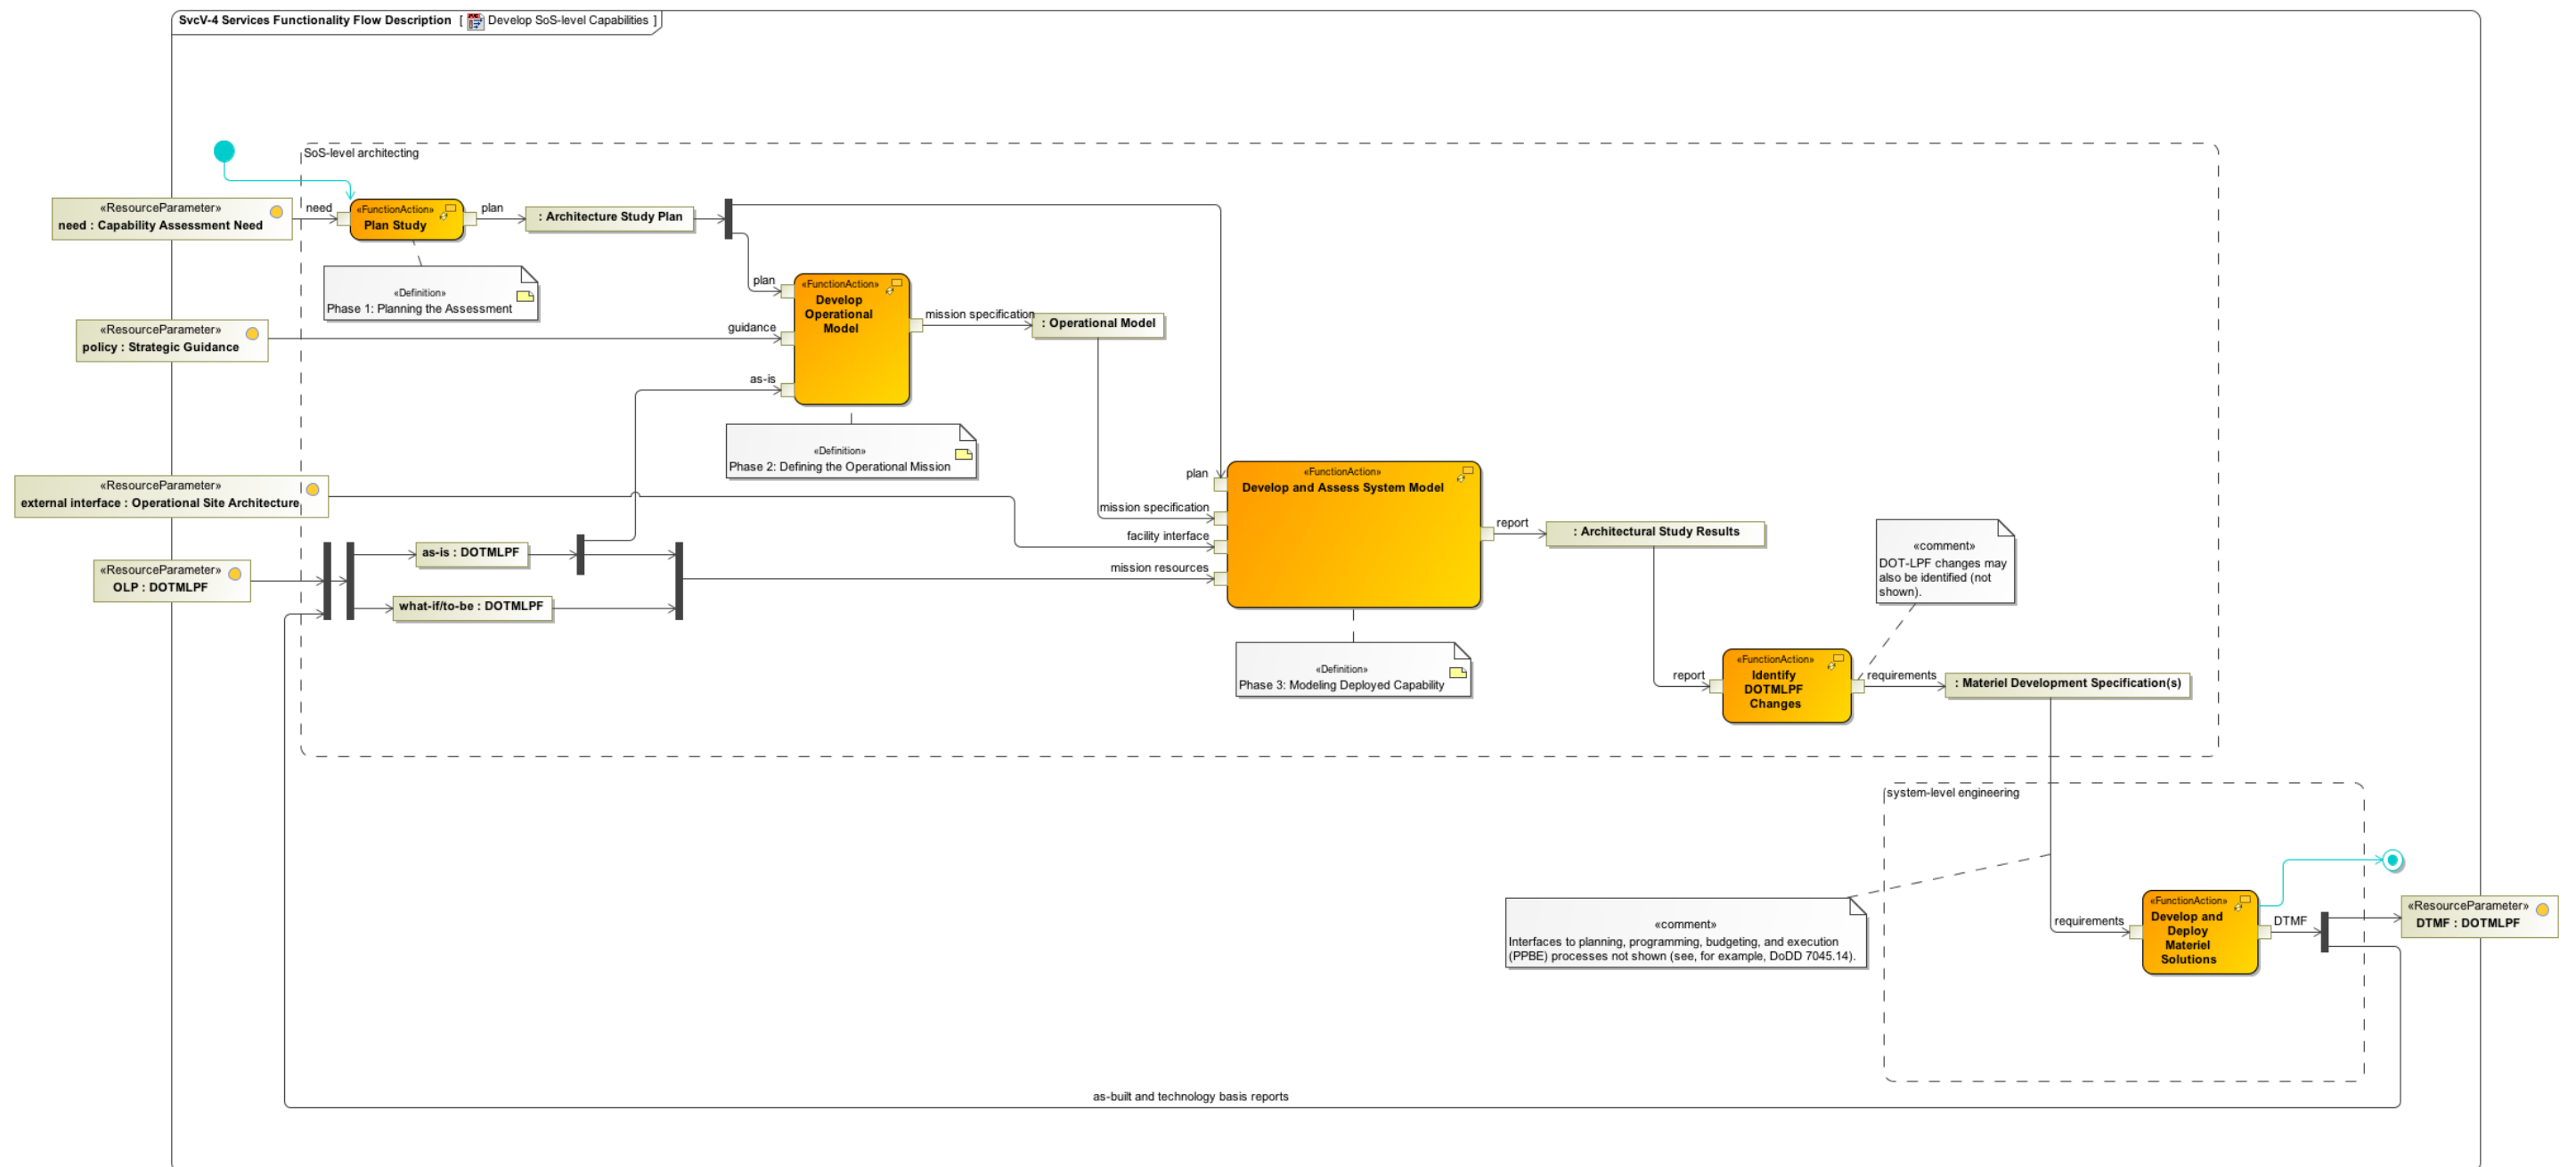 SvcV-4 Services Functionality Flow Description [ Develop SoS-level Capabilities ]
SoS-level architecting
«ResourceParameter»
need : Capability Assessment Need
need
«FunctionAction»
Plan Study
plan
: Architecture Study Plan
«Definition»
Phase 1: Planning the Assessment
«ResourceParameter»
policy : Strategic Guidance
plan
guidance
as-is
«FunctionAction»
Develop
Operational
Model
mission specification
: Operational Model
«Definition»
Phase 2: Defining the Operational Mission
«ResourceParameter»
external interface : Operational Site Architecture
«ResourceParameter»
OLP : DOTMLPF
as-is : DOTMLPF
what-if/to-be : DOTMLPF
plan
mission specification
facility interface
mission resources
«FunctionAction»
Develop and Assess System Model
report
: Architectural Study Results
«Definition»
Phase 3: Modeling Deployed Capability
«comment»
DOT-LPF changes may
also be identified (not
shown).
report
«FunctionAction»
Identify
DOTMLPF
Changes
requirements
: Materiel Development Specification(s)
system-level engineering
«comment»
Interfaces to planning, programming, budgeting, and execution
(PPBE) processes not shown (see, for example, DoDD 7045.14).
requirements
«FunctionAction»
Develop and
Deploy
Materiel
Solutions
DTMF
«ResourceParameter»
DTMF : DOTMLPF
as-built and technology basis reports